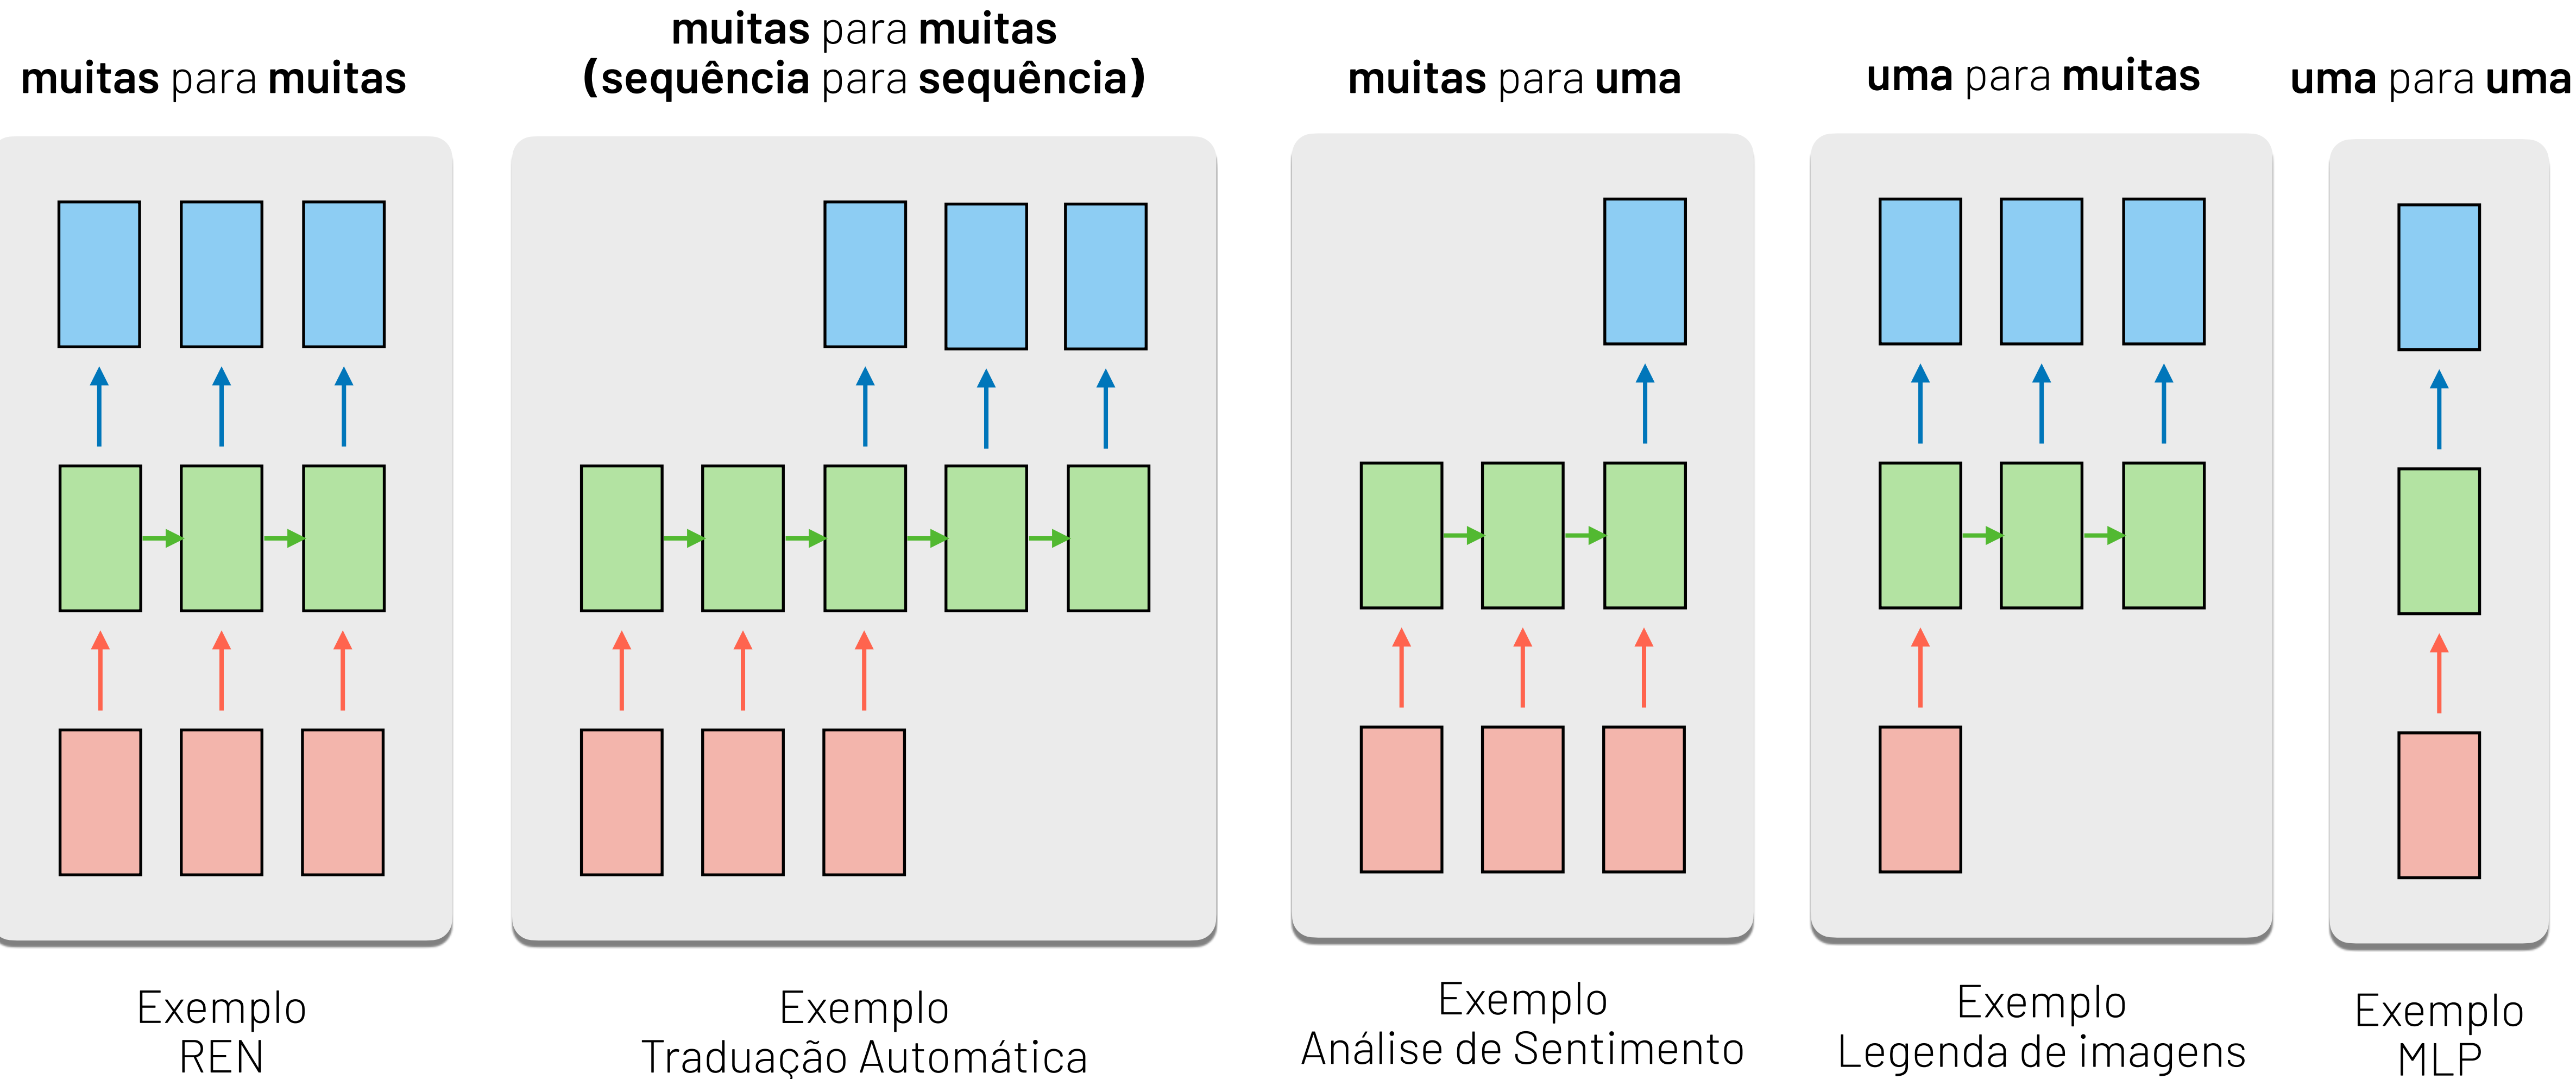 muitas para muitas
muitas para muitas
(sequência para sequência)
muitas para uma
uma para muitas
uma para uma
Exemplo
REN
Exemplo
Traduação Automática
Exemplo
Análise de Sentimento
Exemplo
Legenda de imagens
Exemplo
MLP